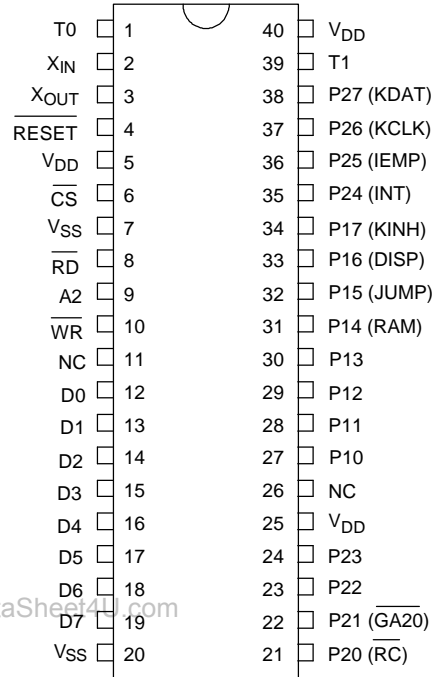 T0 1 40 VDD
XIN 2 39 T1
XOUT 3 38 P27 (KDAT)
RESET 4 37 P26 (KCLK)
VDD 5 36 P25 (IEMP)
CS 6 35 P24 (INT)
VSS 7 34 P17 (KINH)
RD 8 33 P16 (DISP)
A2 9 32 P15 (JUMP)
WR 10 31 P14 (RAM)
NC 11 30 P13
D0 12 29 P12
D1 13 28 P11
D2 14 27 P10
D3 15 26 NC
D4 16 25 VDD
D5 17 24 P23
D6 18 23 P22
taSheet4U.com
D7 19 22 P21 (GA20)
VSS 20 21 P20 (RC)